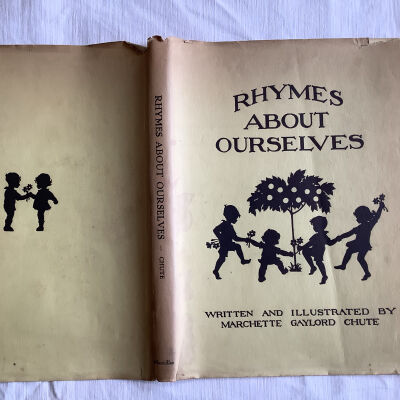 RHYMES ABOUT OURSELVES – CHUTE
RHYMES
ABOUT
OURSELVES
WRITTEN AND ILLUSTRATED BY
MARCHETTE GAYLORD CHUTE